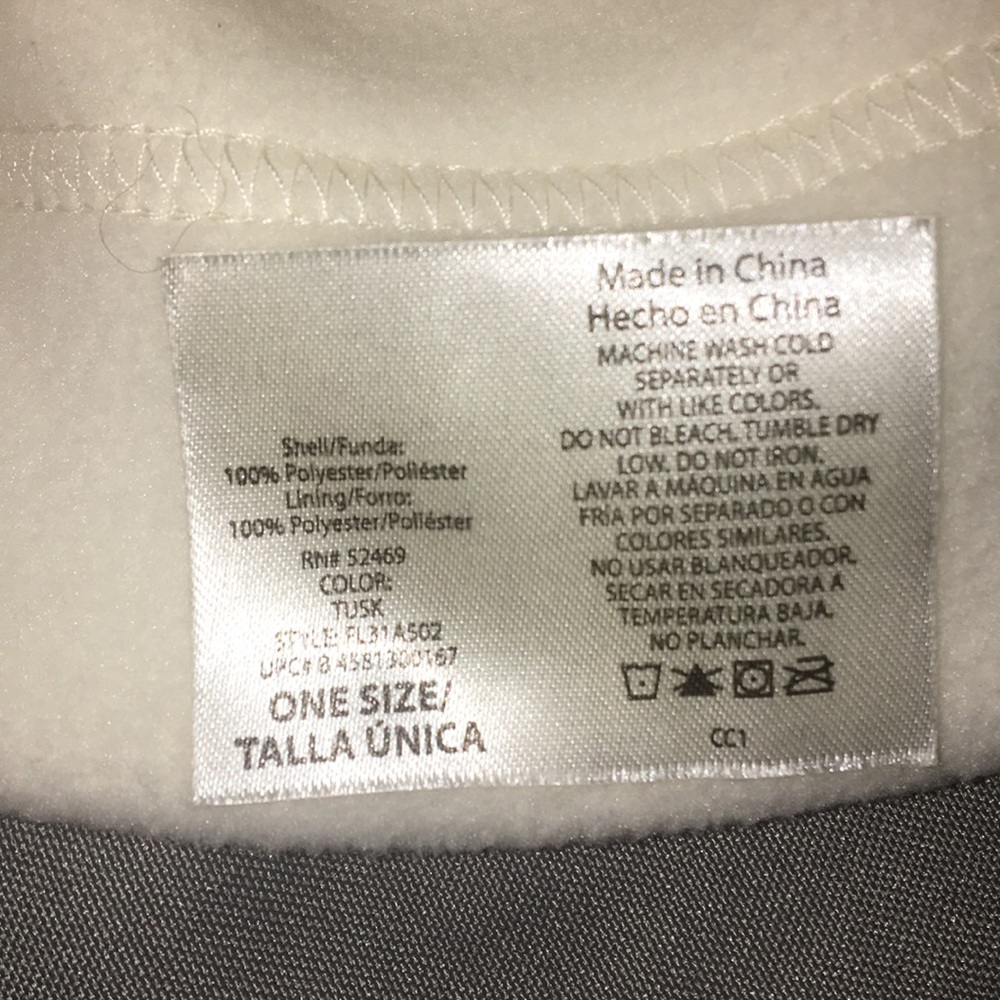 Shell/Funda:
100% Polyester/Poliéster
Lining/Forro:
100% Polyester/Poliéster
RN# 52469
COLOR:
TUSK
STYLE: FL31A502
UPC#
ONE SIZE/
TALLA ÚNICA
Made in China
Hecho en China
MACHINE WASH COLD
SEPARATELY OR
WITH LIKE COLORS.
DO NOT BLEACH. TUMBLE DRY
LOW. DO NOT IRON.
LAVAR A MÁQUINA EN AGUA
FRÍA POR SEPARADO O CON
COLORES SIMILARES.
NO USAR BLANQUEADOR.
SECAR EN SECADORA A
TEMPERATURA BAJA.
NO PLANCHAR.
CC1